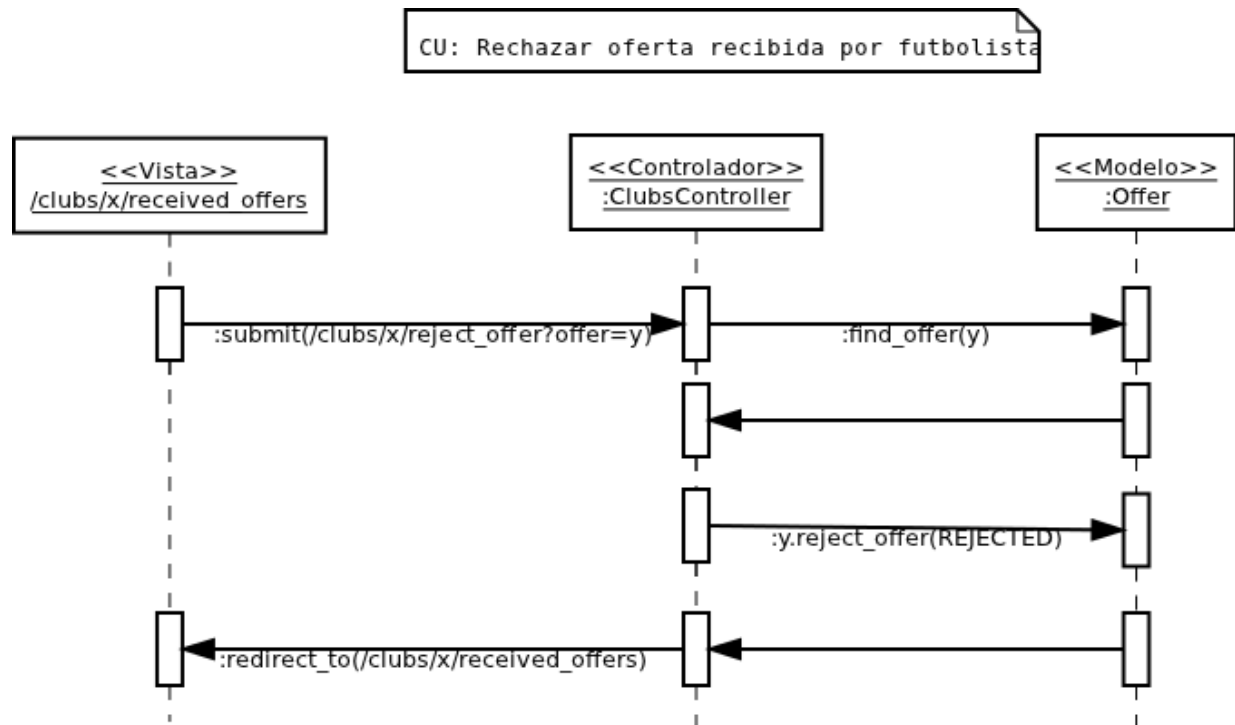 CU: Rechazar oferta recibida por futbolista
<<Vista>>
/clubs/x/received_offers
<<Controlador>>
:ClubsController
<<Modelo>>
:Offer
:submit(/clubs/x/reject_offer?offer=y)
:find_offer(y)
:y.reject_offer(REJECTED)
:redirect_to(/clubs/x/received_offers)